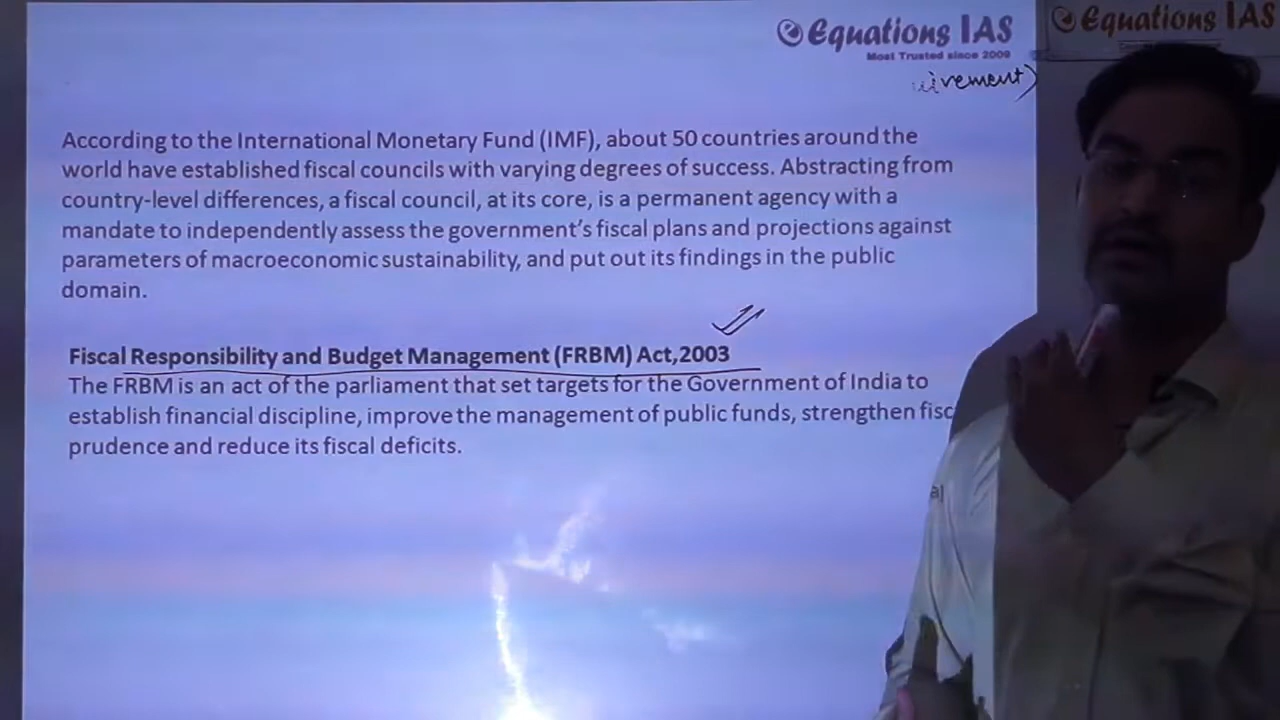 Equations IAS
Most Trusted since 2009
Equations IAS
According to the International Monetary Fund (IMF), about 50 countries around the
world have established fiscal councils with varying degrees of success. Abstracting from
country-level differences, a fiscal council, at its core, is a permanent agency with a
mandate to independently assess the government's fiscal plans and projections against
parameters of macroeconomic sustainability, and put out its findings in the public
domain.
Fiscal Responsibility and Budget Management (FRBM) Act,2003
The FRBM is an act of the parliament that set targets for the Government of India to
establish financial discipline, improve the management of public funds, strengthen fisc
prudence and reduce its fiscal deficits.